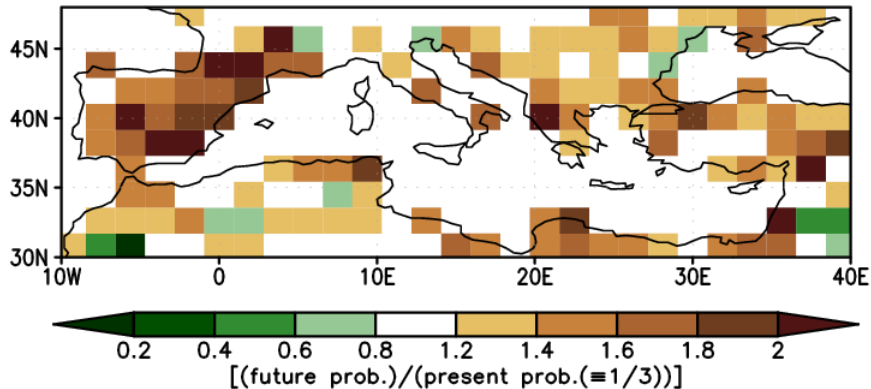 45N
40N
35N
30N
10W 0 10E 20E 30E 40E
0.2 0.4 0.6 0.8 1.2 1.4 1.6 1.8 2
[(future prob.)/(present prob.(≡1/3))]